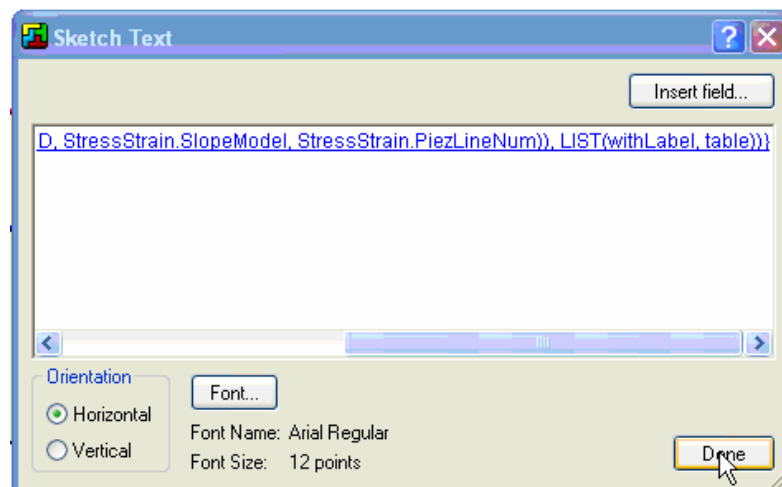 Sketch Text
Insert field...
D, StressStrain.SlopeModel, StressStrain.PiezLineNum)), LIST(withLabel, table))}
Orientation
Horizontal
Vertical
Font...
Font Name: Arial Regular
Font Size: 12 points
Done